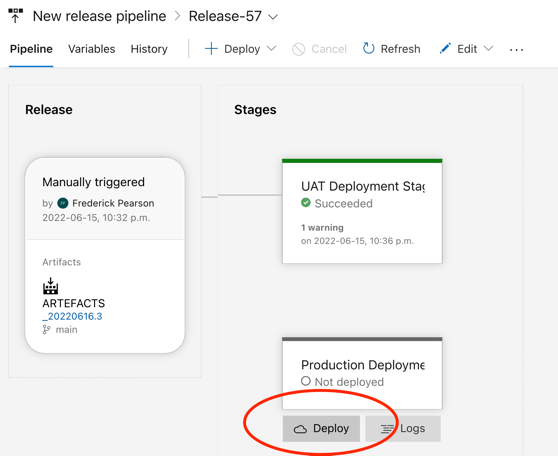 New release pipeline > Release-57
Pipeline Variables History + Deploy Cancel Refresh Edit ...
Release
Stages
Manually triggered
by FP Frederick Pearson
2022-06-15, 10:32 p.m.
Artifacts
ARTEFACTS
_20220616.3
main
UAT Deployment Stag
Succeeded
1 warning
on 2022-06-15, 10:36 p.m.
Production Deployme
Not deployed
Deploy
Logs